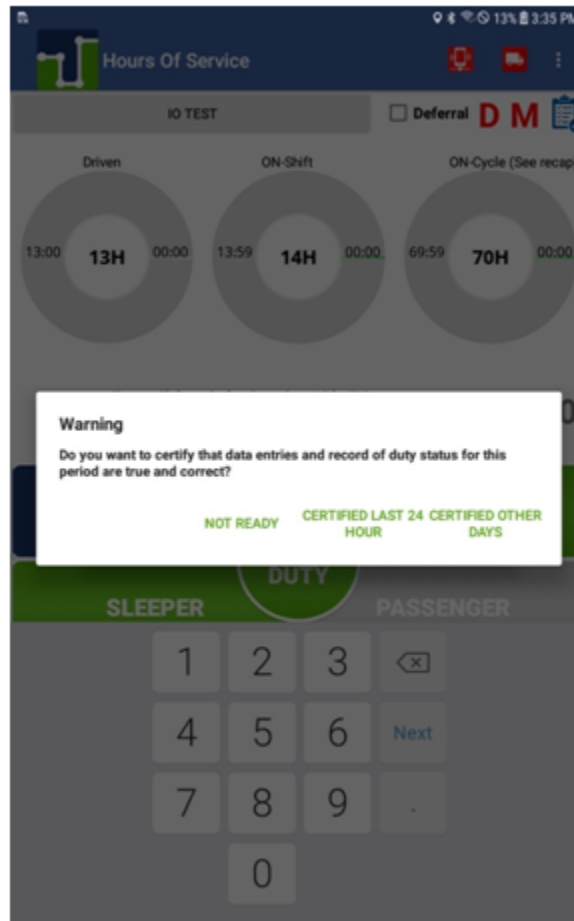 13% 3:35 PM
Hours Of Service
IO TEST
Deferral D M
Driven ON-Shift ON-Cycle (See recap
13:00 13H 00:00 13:59 14H 00:00 69:59 70H 00:00
0
Warning
Do you want to certify that data entries and record of duty status for this
period are true and correct?
NOT READY CERTIFIED LAST 24 HOUR CERTIFIED OTHER DAYS
DUTY
SLEEPER PASSENGER
1 2 3
4 5 6 Next
7 8 9 .
0